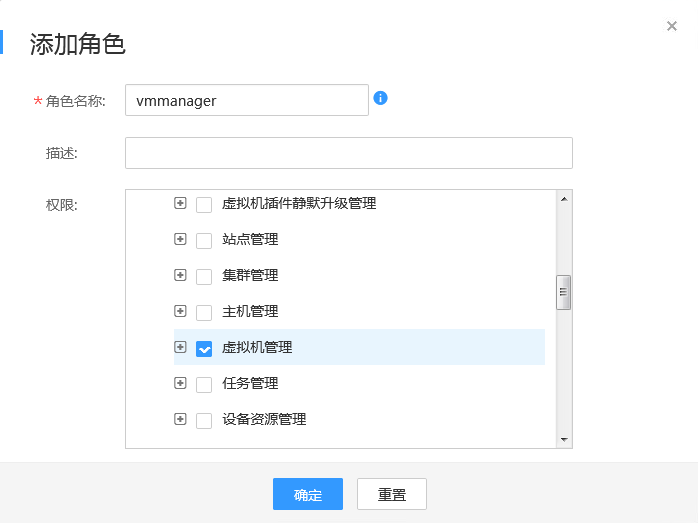 添加角色
*角色名称: vmmanager
描述:
权限:
虚拟机插件静默升级管理
站点管理
集群管理
主机管理
虚拟机管理
任务管理
设备资源管理
确定 重置